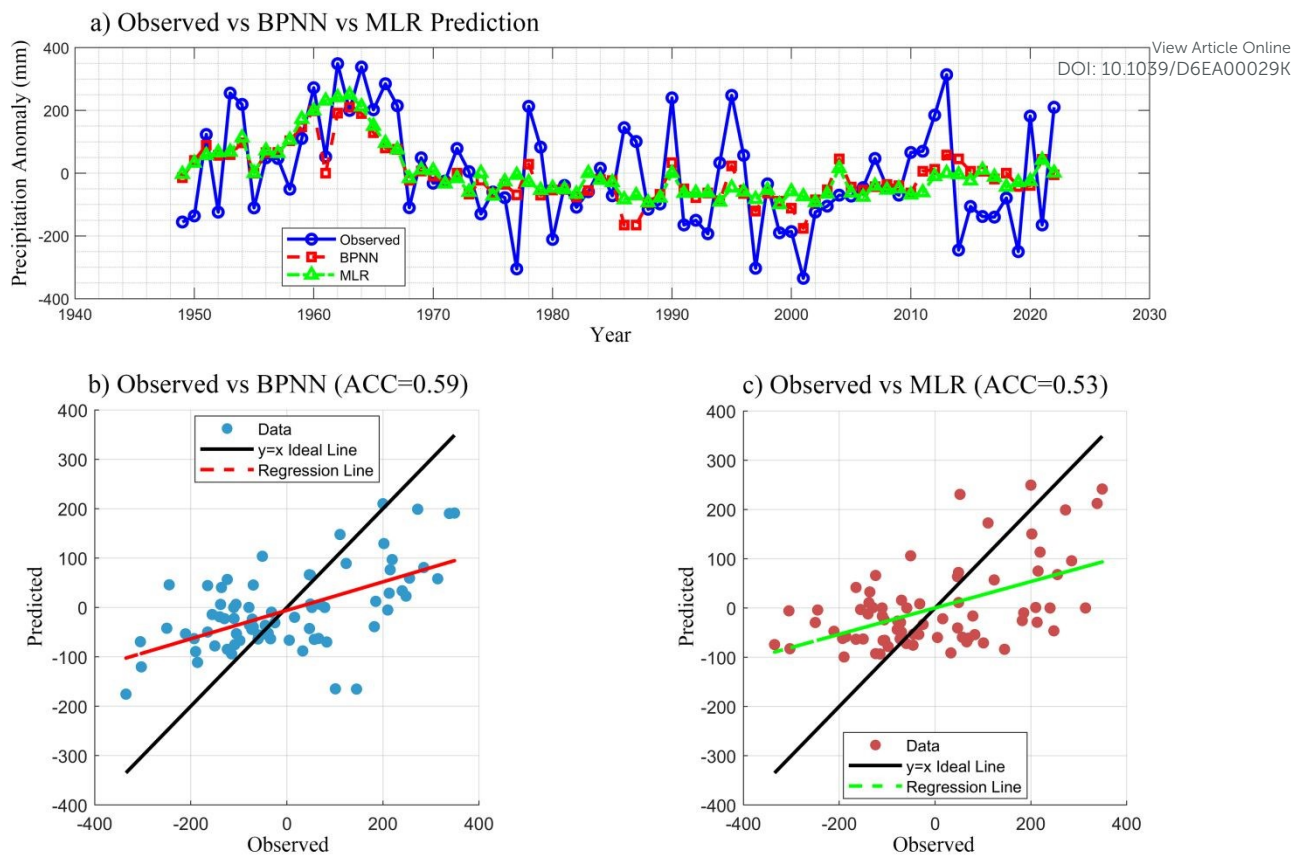 a) Observed vs BPNN vs MLR Prediction
View Article Online
DOI: 10.1039/D6EA00029K
Precipitation Anomaly (mm)
400
200
0
-200
-400
Observed
BPNN
MLR
1940 1950 1960 1970 1980 1990 2000 2010 2020 2030
Year
b) Observed vs BPNN (ACC=0.59)
Predicted
400
300
200
100
0
-100
-200
-300
-400
Data
y=x Ideal Line
Regression Line
-400 -200 0 200 400
Observed
c) Observed vs MLR (ACC=0.53)
Predicted
400
300
200
100
0
-100
-200
-300
-400
Data
y=x Ideal Line
Regression Line
-400 -200 0 200 400
Observed